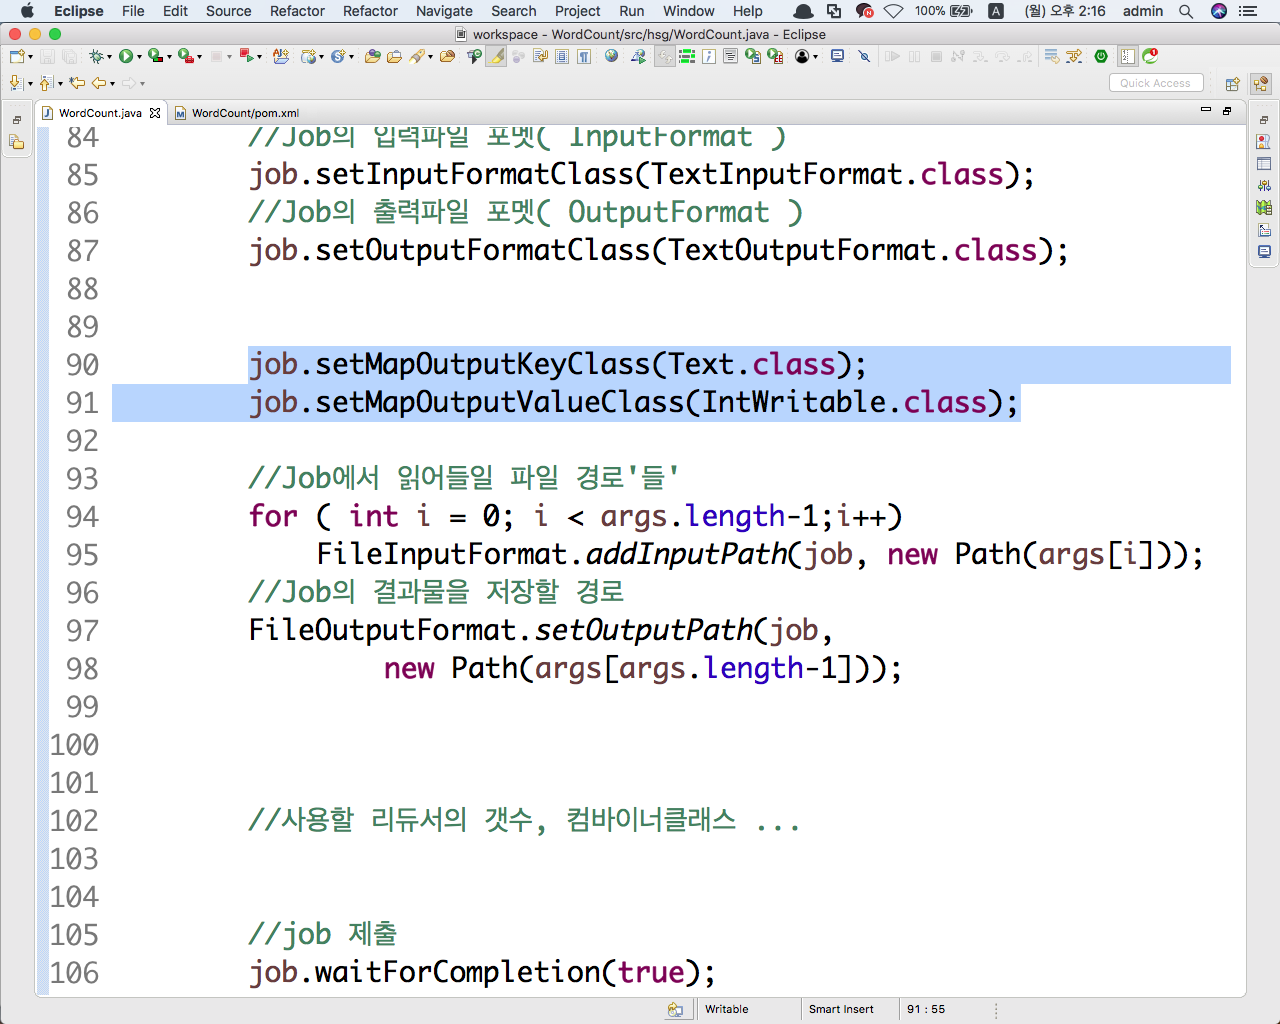 Eclipse File Edit Source Refactor Refactor Navigate Search Project Run Window Help 100% A (월) 오후 2:16 admin
workspace - WordCount/src/hsg/WordCount.java - Eclipse
Quick Access
WordCount.java WordCount/pom.xml
84 //Job의 입력파일 포멧( InputFormat )
85 job.setInputFormatClass(TextInputFormat.class);
86 //Job의 출력파일 포멧( OutputFormat )
87 job.setOutputFormatClass(TextOutputFormat.class);
88
89
90 job.setMapOutputKeyClass(Text.class);
91 job.setMapOutputValueClass(IntWritable.class);
92
93 //Job에서 읽어들일 파일 경로'들'
94 for ( int i = 0; i < args.length-1;i++)
95 FileInputFormat.addInputPath(job, new Path(args[i]));
96 //Job의 결과물을 저장할 경로
97 FileOutputFormat.setOutputPath(job,
98 new Path(args[args.length-1]));
99
100
101
102 //사용할 리듀서의 갯수, 컴바이너클래스 ...
103
104
105 //job 제출
106 job.waitForCompletion(true);
Writable Smart Insert 91 : 55